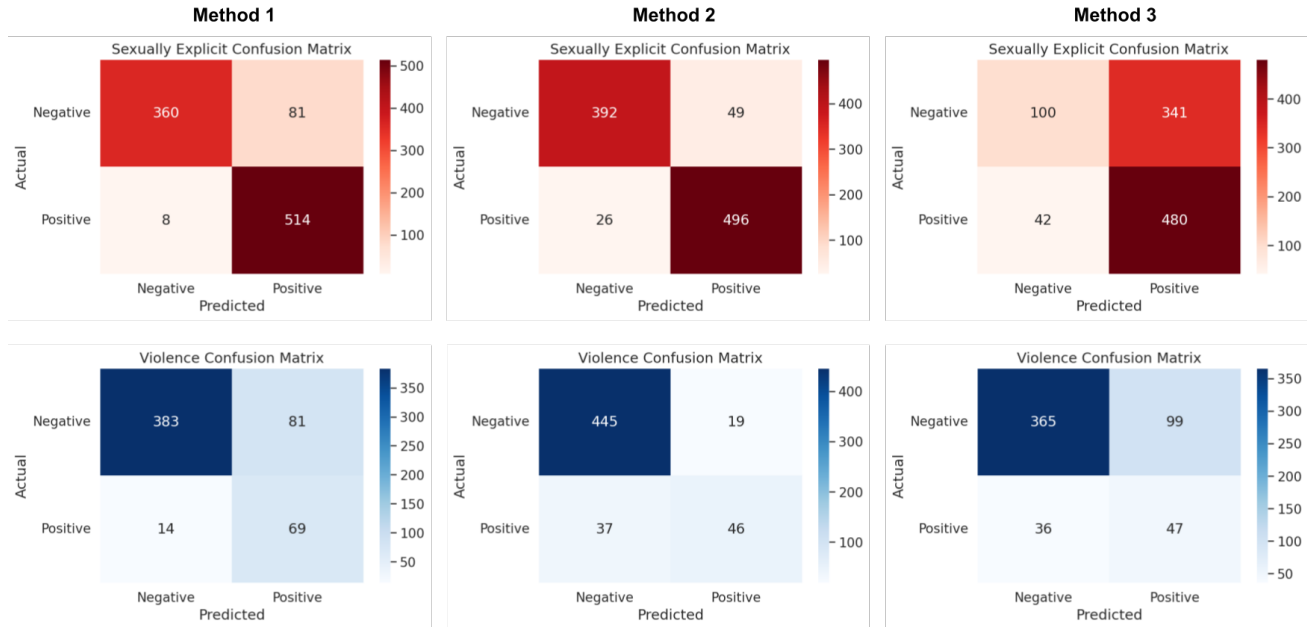 Method 1
Method 2
Method 3
Sexually Explicit Confusion Matrix
Negative
360
81
Actual
Positive
8
514
Negative
Positive
Predicted
500
400
300
200
100
Sexually Explicit Confusion Matrix
Negative
392
49
Actual
Positive
26
496
Negative
Positive
Predicted
400
300
200
100
Sexually Explicit Confusion Matrix
Negative
100
341
Actual
Positive
42
480
Negative
Positive
Predicted
400
300
200
100
Violence Confusion Matrix
Negative
383
81
Actual
Positive
14
69
Negative
Positive
Predicted
350
300
250
200
150
100
50
Violence Confusion Matrix
Negative
445
19
Actual
Positive
37
46
Negative
Positive
Predicted
400
300
200
100
Violence Confusion Matrix
Negative
365
99
Actual
Positive
36
47
Negative
Positive
Predicted
350
300
250
200
150
100
50